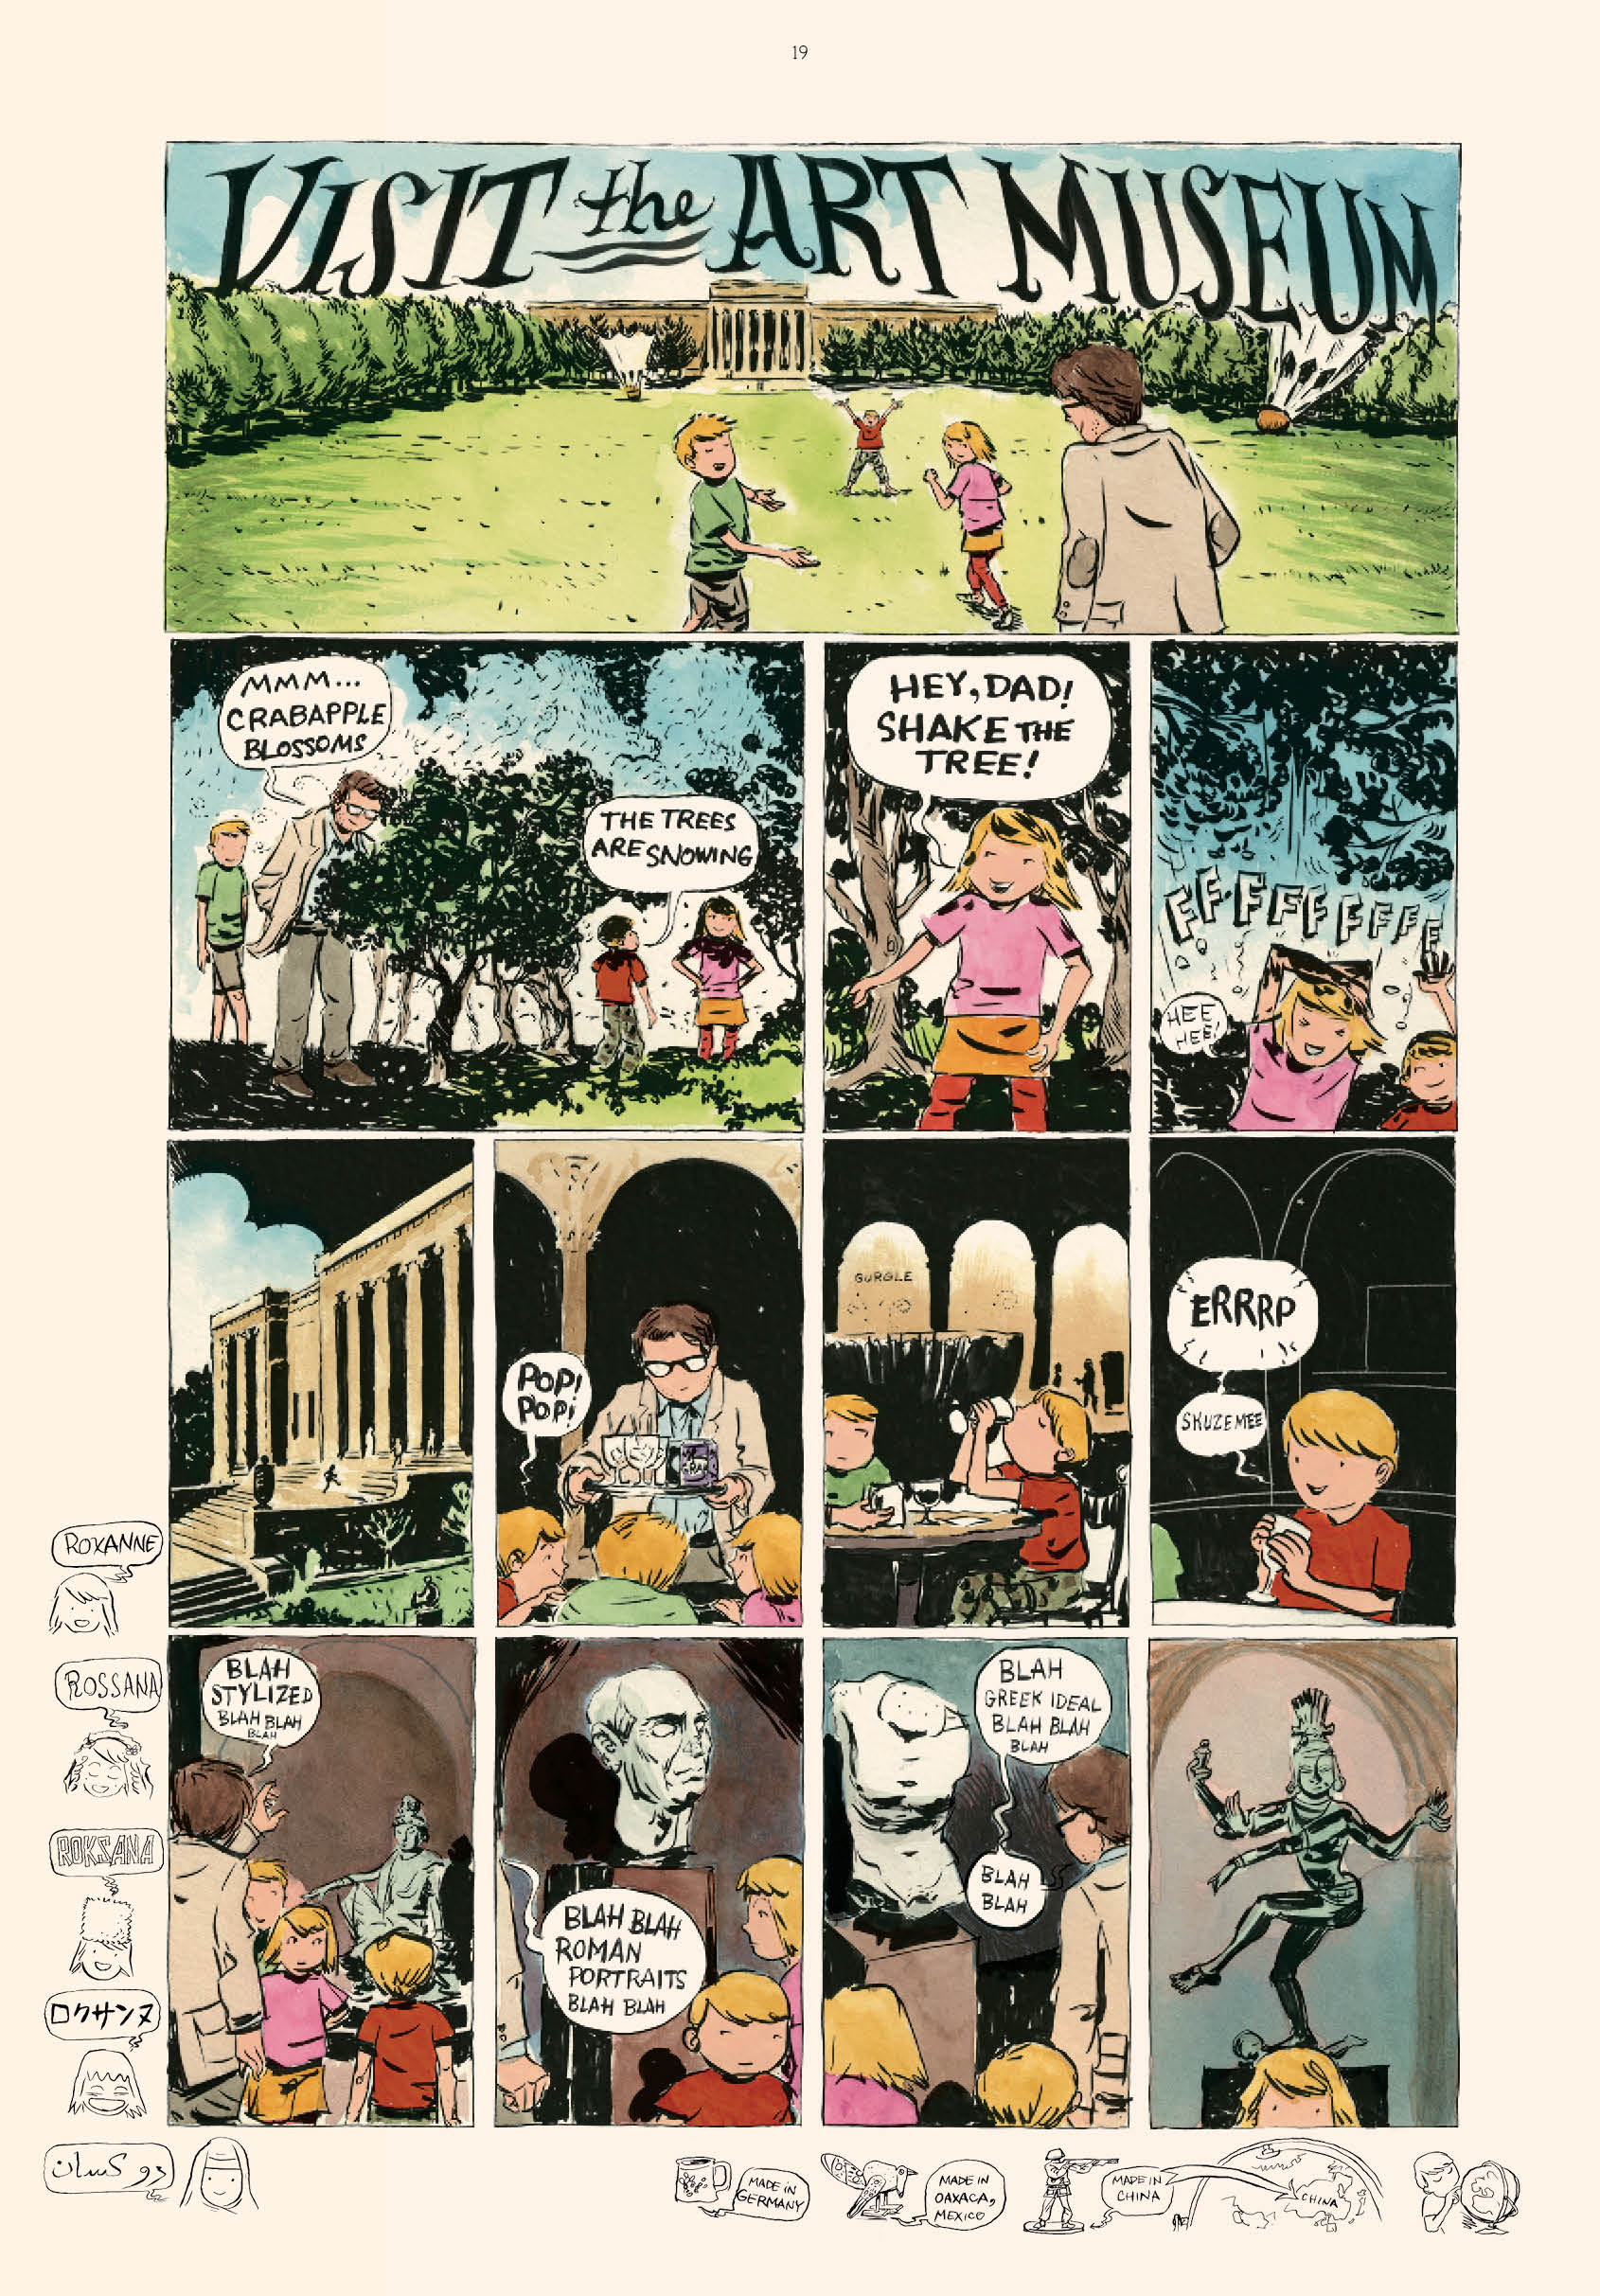 19
VISIT the ART MUSEUM
MMM...
CRABAPPLE
BLOSSOMS
THE TREES
ARE SNOWING
HEY, DAD!
SHAKE THE
TREE!
FFFFFFFFF
HEE
HEE!
POP!
POP!
GURGLE
ERRRP
SKUZEMEE
BLAH
STYLIZED
BLAH BLAH
BLAH
BLAH BLAH
ROMAN
PORTRAITS
BLAH BLAH
BLAH
GREEK IDEAL
BLAH BLAH
BLAH
BLAH
BLAH
ROXANNE
ROSSANA
ROKSANA
ロクサンヌ
MADE IN
GERMANY
MADE IN
OAXACA,
MEXICO
MADE IN
CHINA
CHINA